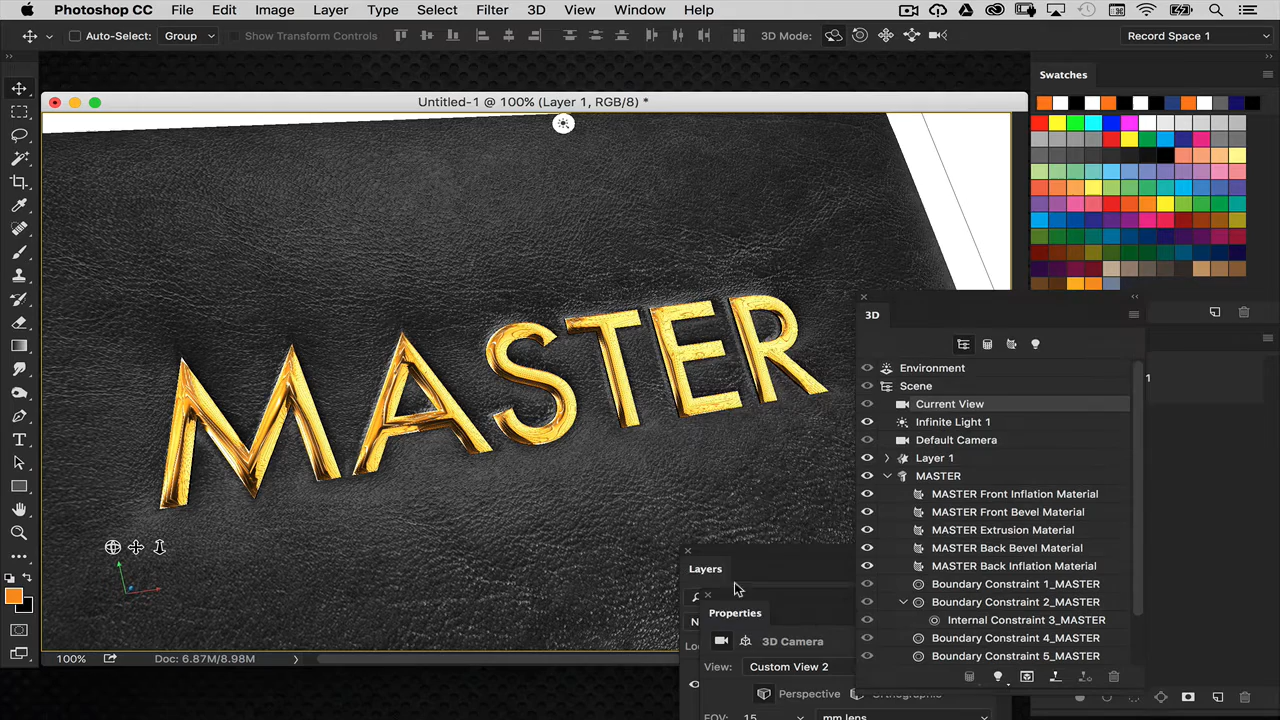 Photoshop CC File Edit Image Layer Type Select Filter 3D View Window Help
Auto-Select: Group Show Transform Controls 3D Mode: Record Space 1
Untitled-1 @ 100% (Layer 1, RGB/8) *
Swatches
MASTER
3D
Environment
Scene
Current View
Infinite Light 1
Default Camera
Layer 1
MASTER
MASTER Front Inflation Material
MASTER Front Bevel Material
MASTER Extrusion Material
MASTER Back Bevel Material
MASTER Back Inflation Material
Boundary Constraint 1_MASTER
Boundary Constraint 2_MASTER
Internal Constraint 3_MASTER
Boundary Constraint 4_MASTER
Boundary Constraint 5_MASTER
Layers
Properties
3D Camera
View: Custom View 2
Perspective Orthographic
FOV: 15 mm lens
100% Doc: 6.87M/8.98M